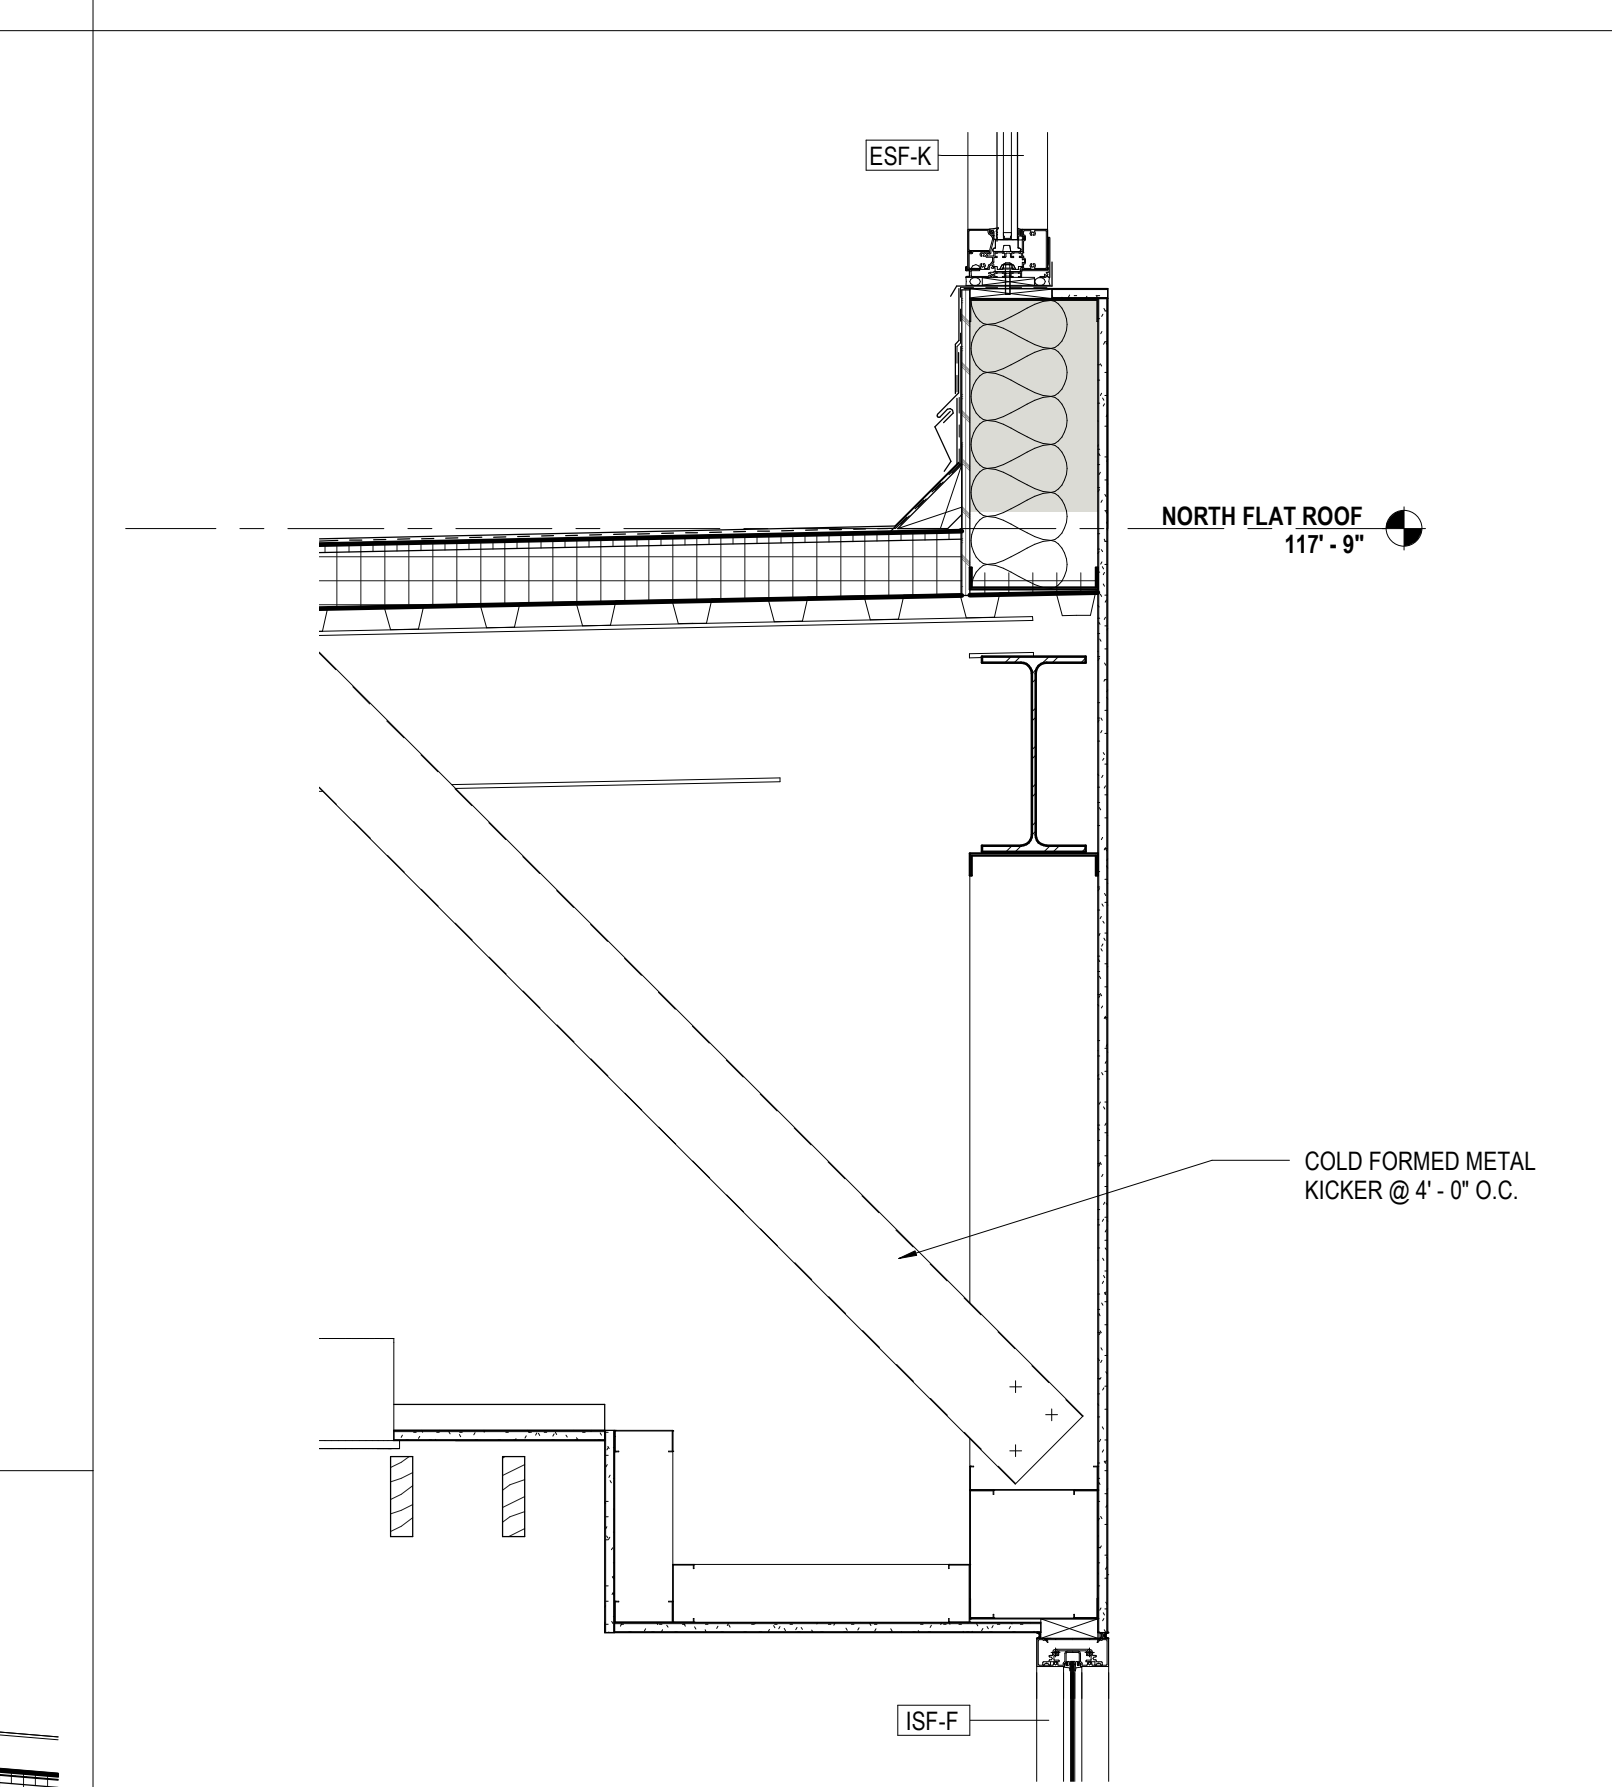 ESF-K
NORTH FLAT ROOF
117' - 9"
COLD FORMED METAL
KICKER @ 4' - 0" O.C.
ISF-F